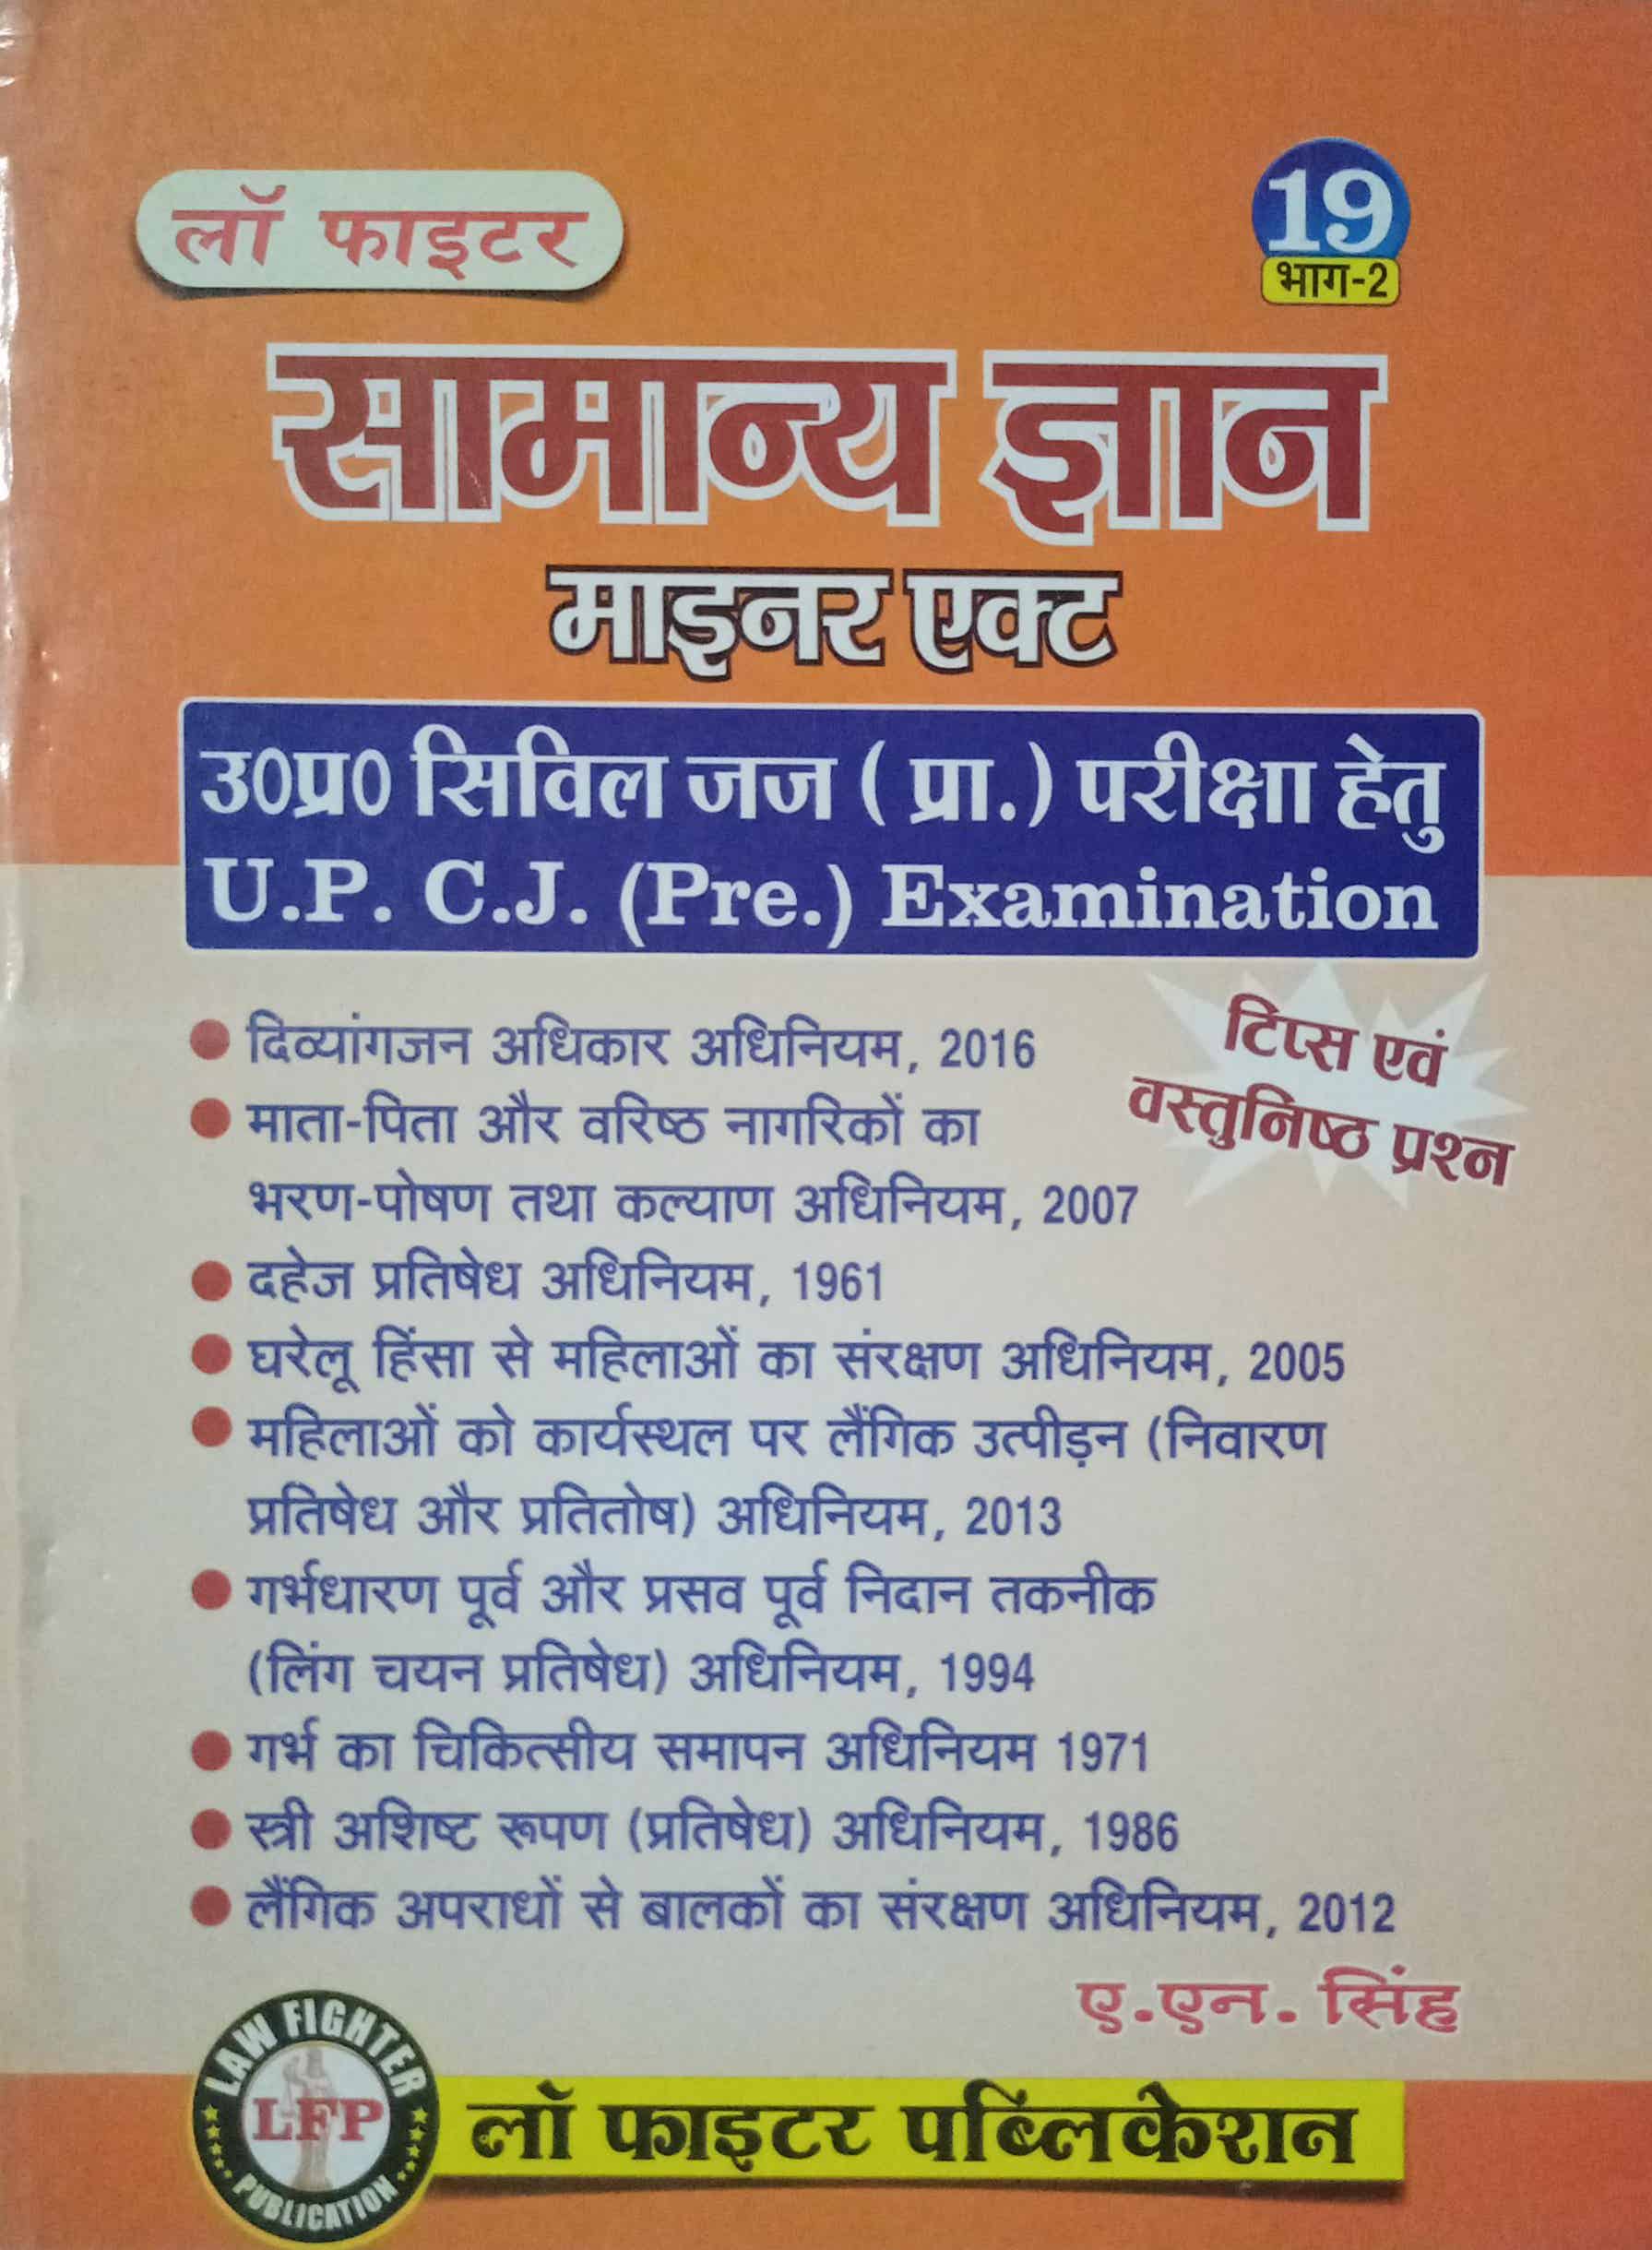 लॉ फाइटर
19
भाग-2
सामान्य ज्ञान
माइनर एक्ट
उ०प्र० सिविल जज ( प्रा.) परीक्षा हेतु
U.P. C.J. (Pre.) Examination
टिप्स एवं
वस्तुनिष्ठ प्रश्न
● दिव्यांगजन अधिकार अधिनियम, 2016
● माता-पिता और वरिष्ठ नागरिकों का
भरण-पोषण तथा कल्याण अधिनियम, 2007
● दहेज प्रतिषेध अधिनियम, 1961
● घरेलू हिंसा से महिलाओं का संरक्षण अधिनियम, 2005
● महिलाओं को कार्यस्थल पर लैंगिक उत्पीड़न (निवारण
प्रतिषेध और प्रतितोष) अधिनियम, 2013
● गर्भधारण पूर्व और प्रसव पूर्व निदान तकनीक
(लिंग चयन प्रतिषेध) अधिनियम, 1994
● गर्भ का चिकित्सीय समापन अधिनियम 1971
● स्त्री अशिष्ट रूपण (प्रतिषेध) अधिनियम, 1986
● लैंगिक अपराधों से बालकों का संरक्षण अधिनियम, 2012
ए.एन. सिंह
LAW FIGHTER
LFP
PUBLICATION
लॉ फाइटर पब्लिकेशन